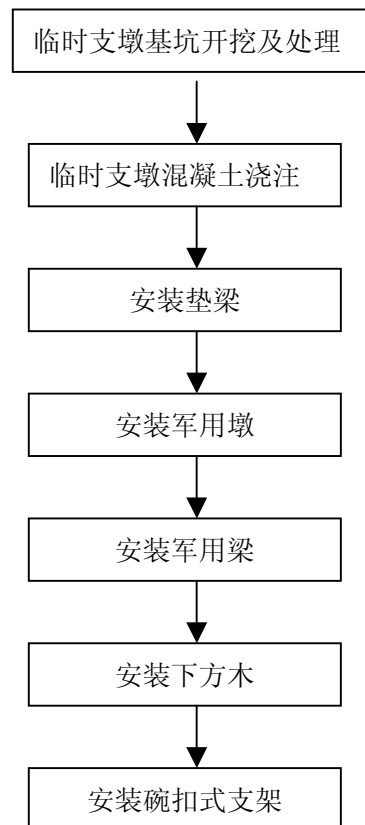 临时支墩基坑开挖及处理
临时支墩混凝土浇注
安装垫梁
安装军用墩
安装军用梁
安装下方木
安装碗扣式支架